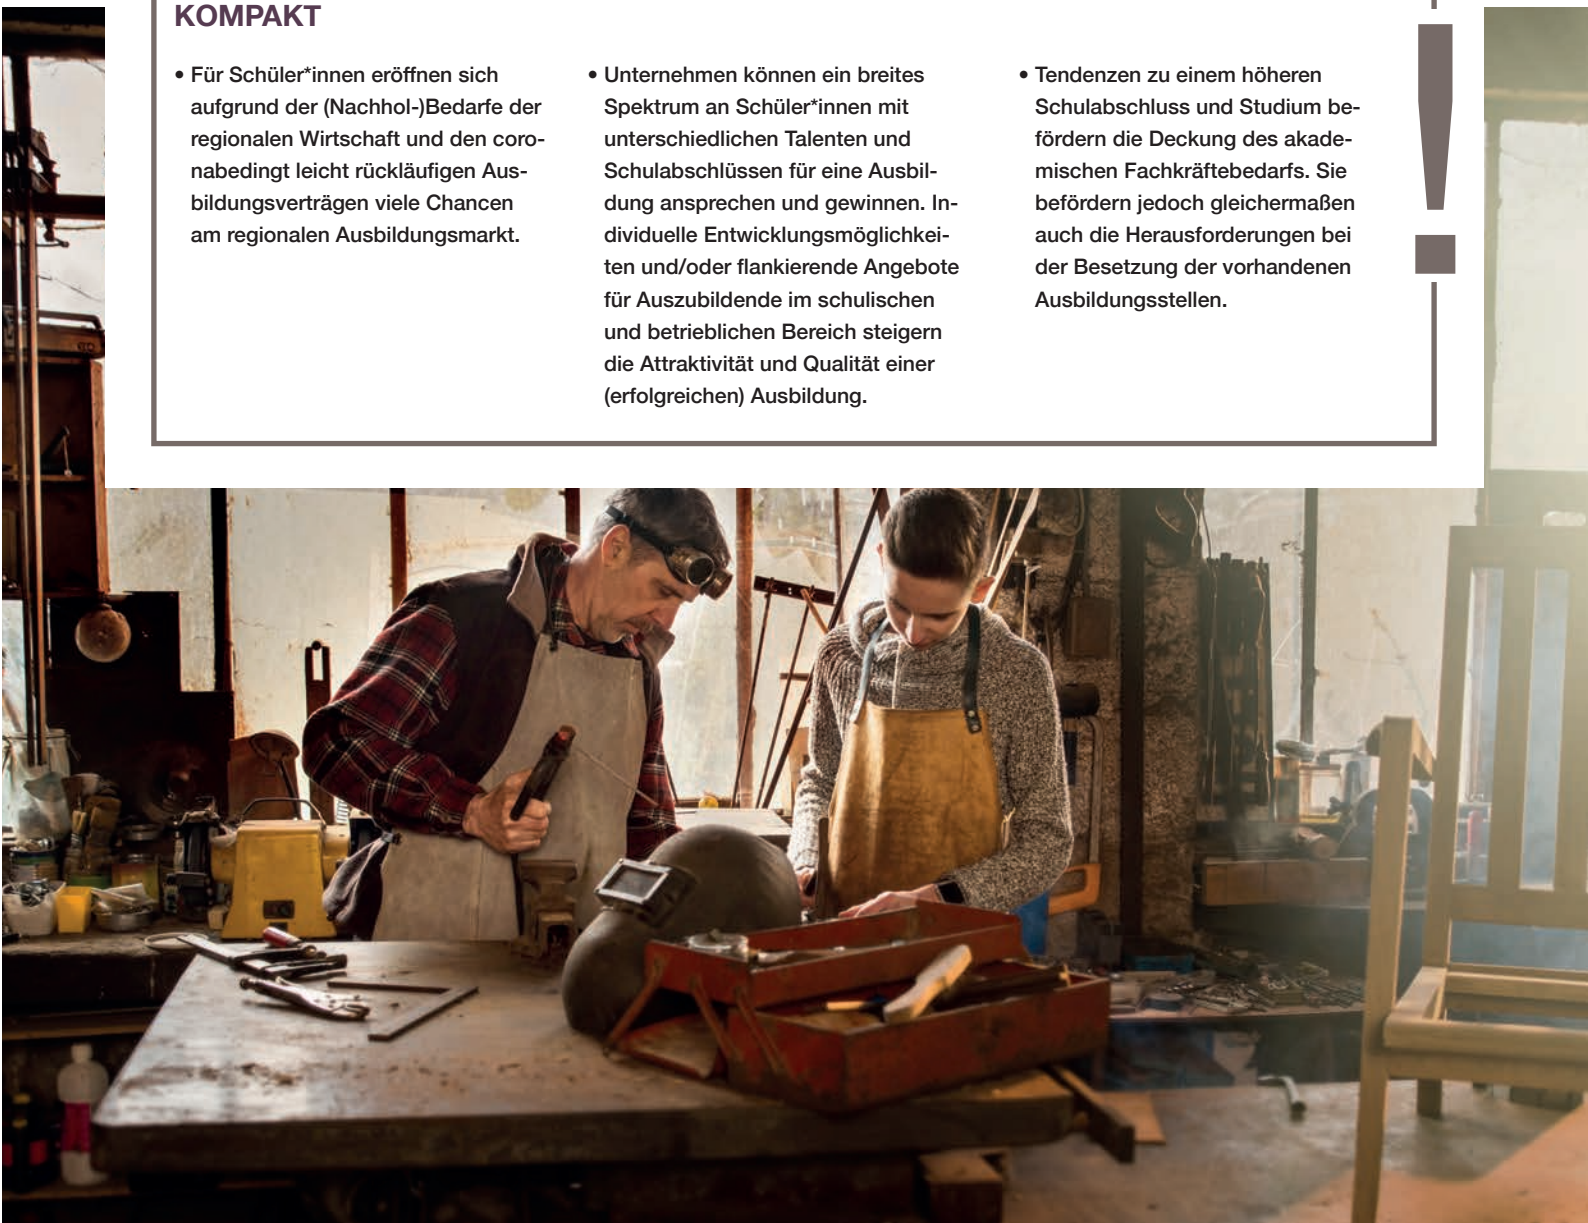 KOMPAKT
• Für Schüler*innen eröffnen sich
aufgrund der (Nachhol-)Bedarfe der
regionalen Wirtschaft und den coro-
nabedingt leicht rückläufigen Aus-
bildungsverträgen viele Chancen
am regionalen Ausbildungsmarkt.
• Unternehmen können ein breites
Spektrum an Schüler*innen mit
unterschiedlichen Talenten und
Schulabschlüssen für eine Ausbil-
dung ansprechen und gewinnen. In-
dividuelle Entwicklungsmöglichkei-
ten und/oder flankierende Angebote
für Auszubildende im schulischen
und betrieblichen Bereich steigern
die Attraktivität und Qualität einer
(erfolgreichen) Ausbildung.
• Tendenzen zu einem höheren
Schulabschluss und Studium be-
fördern die Deckung des akade-
mischen Fachkräftebedarfs. Sie
befördern jedoch gleichermaßen
auch die Herausforderungen bei
der Besetzung der vorhandenen
Ausbildungsstellen.
!